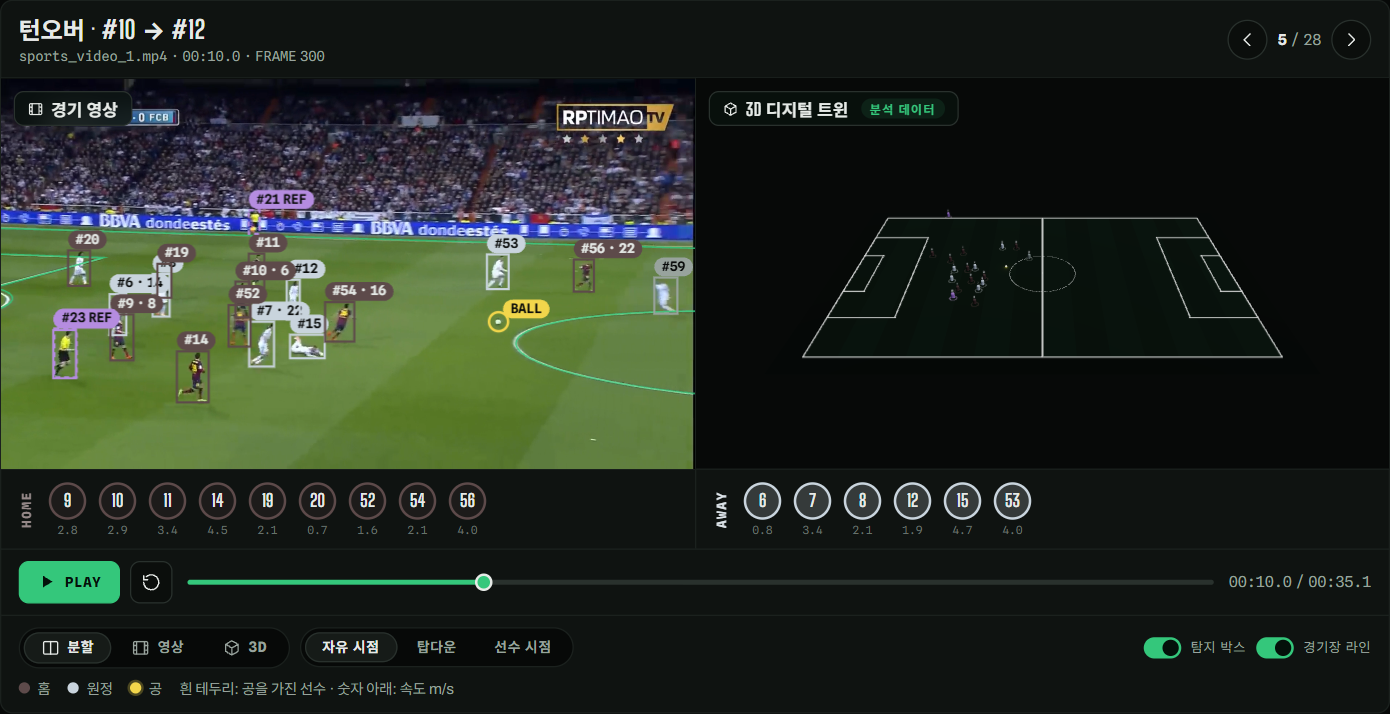 턴오버 · #10 → #12
sports_video_1.mp4 · 00:10.0 · FRAME 300
5 / 28
경기 영상
- 0 FCB
RPTIMAO TV
3D 디지털 트윈
분석 데이터
#21 REF
BBVA dondeestés
BBVA dondeestés
#20
#19
#11
#53
#56 · 22
#59
#10 · 6
#12
#6 · 14
#9 · 8
#52
#54 · 16
#7 · 22
#15
BALL
#23 REF
#14
HOME
9 10 11 14 19 20 52 54 56
2.8 2.9 3.4 4.5 2.1 0.7 1.6 2.1 4.0
AWAY
6 7 8 12 15 53
0.8 3.4 2.1 1.9 4.7 4.0
PLAY
00:10.0 / 00:35.1
분할
영상
3D
자유 시점
탑다운
선수 시점
탐지 박스
경기장 라인
홈
원정
공
흰 테두리: 공을 가진 선수 · 숫자 아래: 속도 m/s